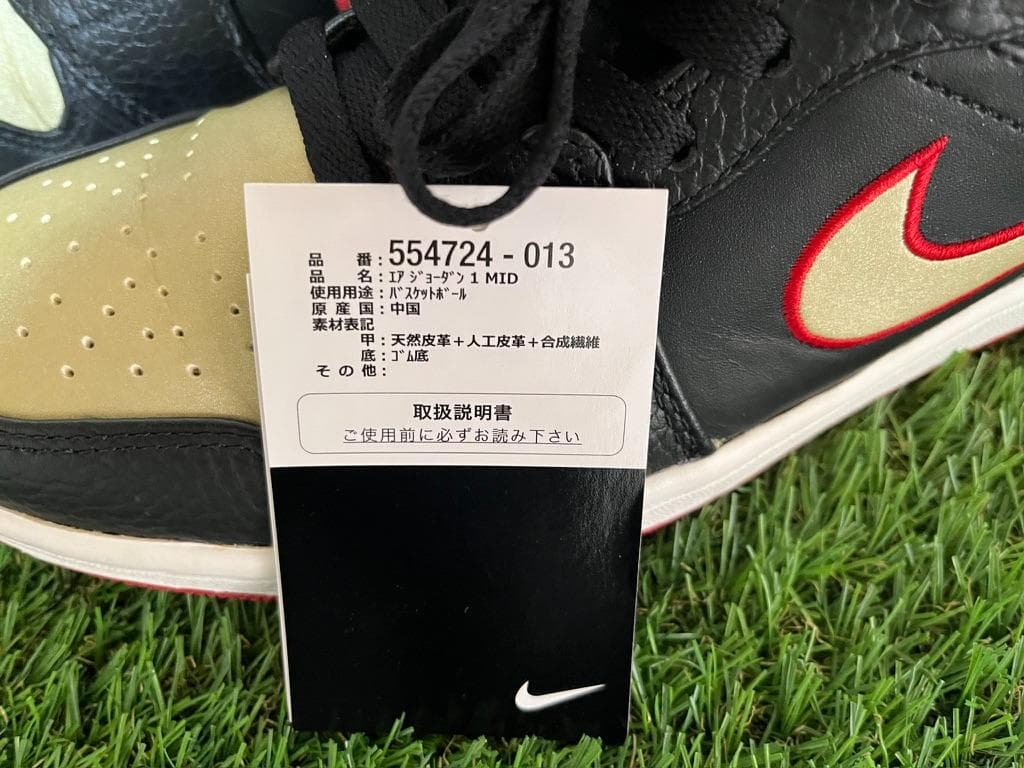 品 番：554724 - 013
品 名：ｴｱ ｼﾞｮｰﾀﾞﾝ 1 MID
使用用途：ﾊﾞｽｹｯﾄﾎﾞｰﾙ
原 産 国：中国
素材表記
甲：天然皮革＋人工皮革＋合成繊維
底：ｺﾞﾑ底
そ の 他：
取扱説明書
ご使用前に必ずお読み下さい